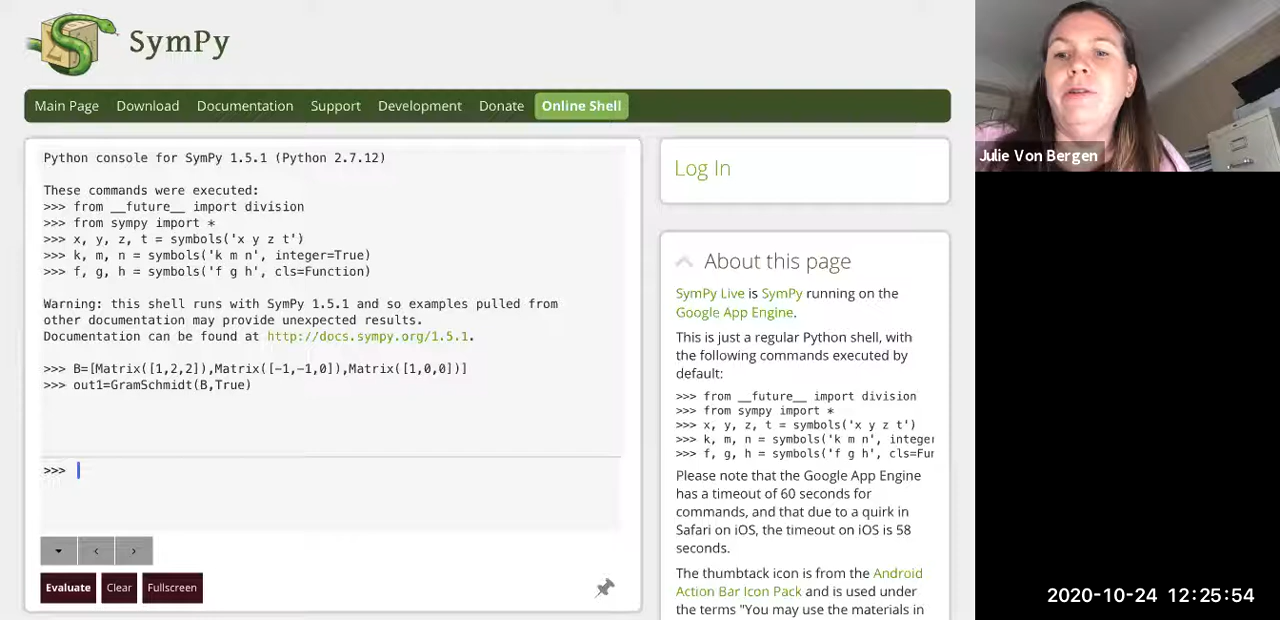 SymPy
Main Page Download Documentation Support Development Donate Online Shell
Python console for SymPy 1.5.1 (Python 2.7.12)
These commands were executed:
>>> from __future__ import division
>>> from sympy import *
>>> x, y, z, t = symbols('x y z t')
>>> k, m, n = symbols('k m n', integer=True)
>>> f, g, h = symbols('f g h', cls=Function)
Warning: this shell runs with SymPy 1.5.1 and so examples pulled from
other documentation may provide unexpected results.
Documentation can be found at http://docs.sympy.org/1.5.1.
>>> B=[Matrix([1,2,2]),Matrix([-1,-1,0]),Matrix([1,0,0])]
>>> out1=GramSchmidt(B,True)
>>>
Evaluate Clear Fullscreen
Log In
About this page
SymPy Live is SymPy running on the
Google App Engine.
This is just a regular Python shell, with
the following commands executed by
default:
>>> from __future__ import division
>>> from sympy import *
>>> x, y, z, t = symbols('x y z t')
>>> k, m, n = symbols('k m n', integer
>>> f, g, h = symbols('f g h', cls=Fun
Please note that the Google App Engine
has a timeout of 60 seconds for
commands, and that due to a quirk in
Safari on iOS, the timeout on iOS is 58
seconds.
The thumbtack icon is from the Android
Action Bar Icon Pack and is used under
the terms "You may use the materials in
Julie Von Bergen
2020-10-24 12:25:54